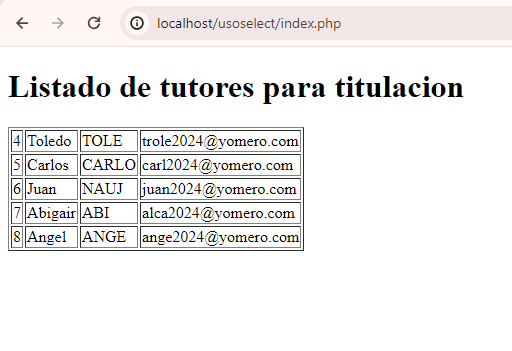 localhost/usoselect/index.php
Listado de tutores para titulacion
4 Toledo TOLE trole2024@yomero.com
5 Carlos CARLO carl2024@yomero.com
6 Juan NAUJ juan2024@yomero.com
7 Abigair ABI alca2024@yomero.com
8 Angel ANGE ange2024@yomero.com